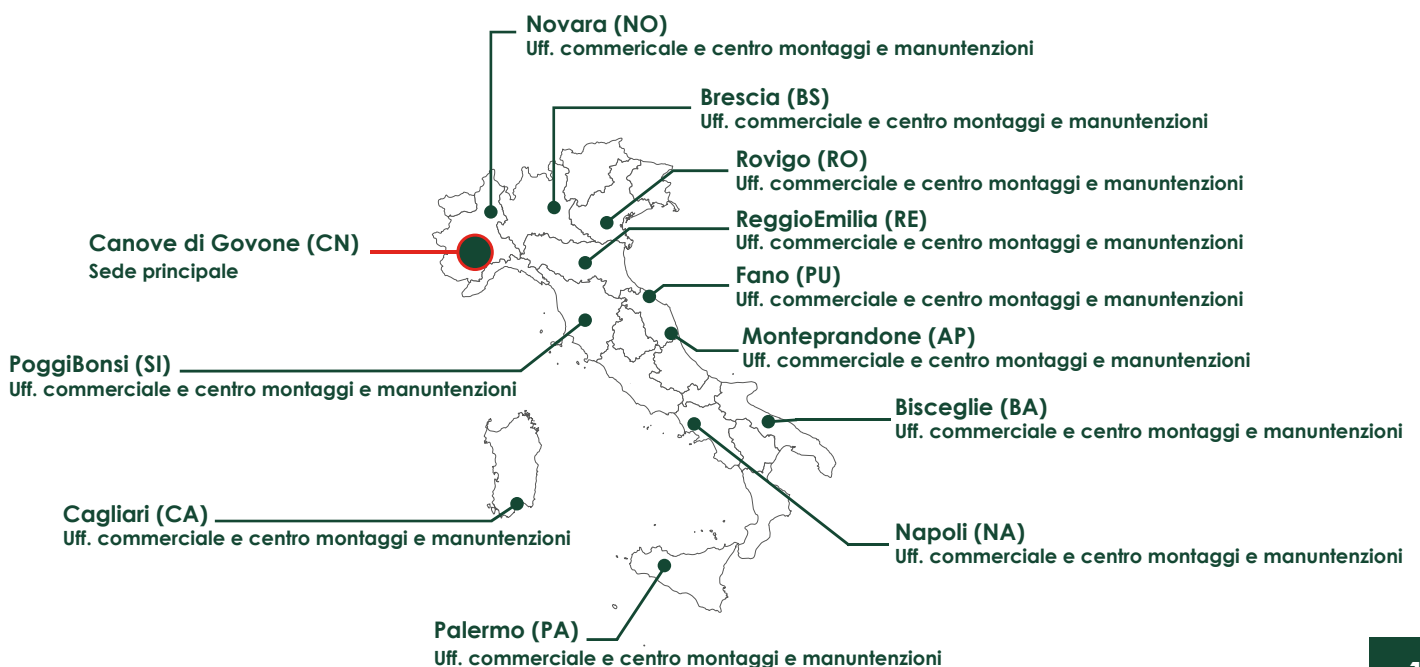 Novara (NO)
Uff. commericale e centro montaggi e manuntenzioni
Brescia (BS)
Uff. commerciale e centro montaggi e manuntenzioni
Rovigo (RO)
Uff. commerciale e centro montaggi e manuntenzioni
ReggioEmilia (RE)
Uff. commerciale e centro montaggi e manuntenzioni
Canove di Govone (CN)
Sede principale
Fano (PU)
Uff. commerciale e centro montaggi e manuntenzioni
Monteprandone (AP)
Uff. commerciale e centro montaggi e manuntenzioni
PoggiBonsi (SI)
Uff. commerciale e centro montaggi e manuntenzioni
Bisceglie (BA)
Uff. commerciale e centro montaggi e manuntenzioni
Cagliari (CA)
Uff. commerciale e centro montaggi e manuntenzioni
Napoli (NA)
Uff. commerciale e centro montaggi e manuntenzioni
Palermo (PA)
Uff. commerciale e centro montaggi e manuntenzioni